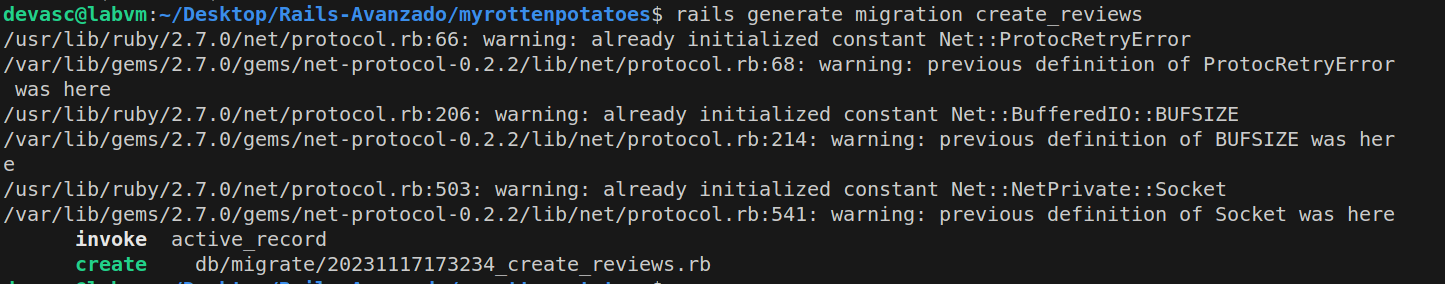 devasc@labvm:~/Desktop/Rails-Avanzado/myrottenpotatoes$ rails generate migration create_reviews
/usr/lib/ruby/2.7.0/net/protocol.rb:66: warning: already initialized constant Net::ProtocRetryError
/var/lib/gems/2.7.0/gems/net-protocol-0.2.2/lib/net/protocol.rb:68: warning: previous definition of ProtocRetryError
 was here
/usr/lib/ruby/2.7.0/net/protocol.rb:206: warning: already initialized constant Net::BufferedIO::BUFSIZE
/var/lib/gems/2.7.0/gems/net-protocol-0.2.2/lib/net/protocol.rb:214: warning: previous definition of BUFSIZE was her
e
/usr/lib/ruby/2.7.0/net/protocol.rb:503: warning: already initialized constant Net::NetPrivate::Socket
/var/lib/gems/2.7.0/gems/net-protocol-0.2.2/lib/net/protocol.rb:541: warning: previous definition of Socket was here
      invoke  active_record
      create    db/migrate/20231117173234_create_reviews.rb